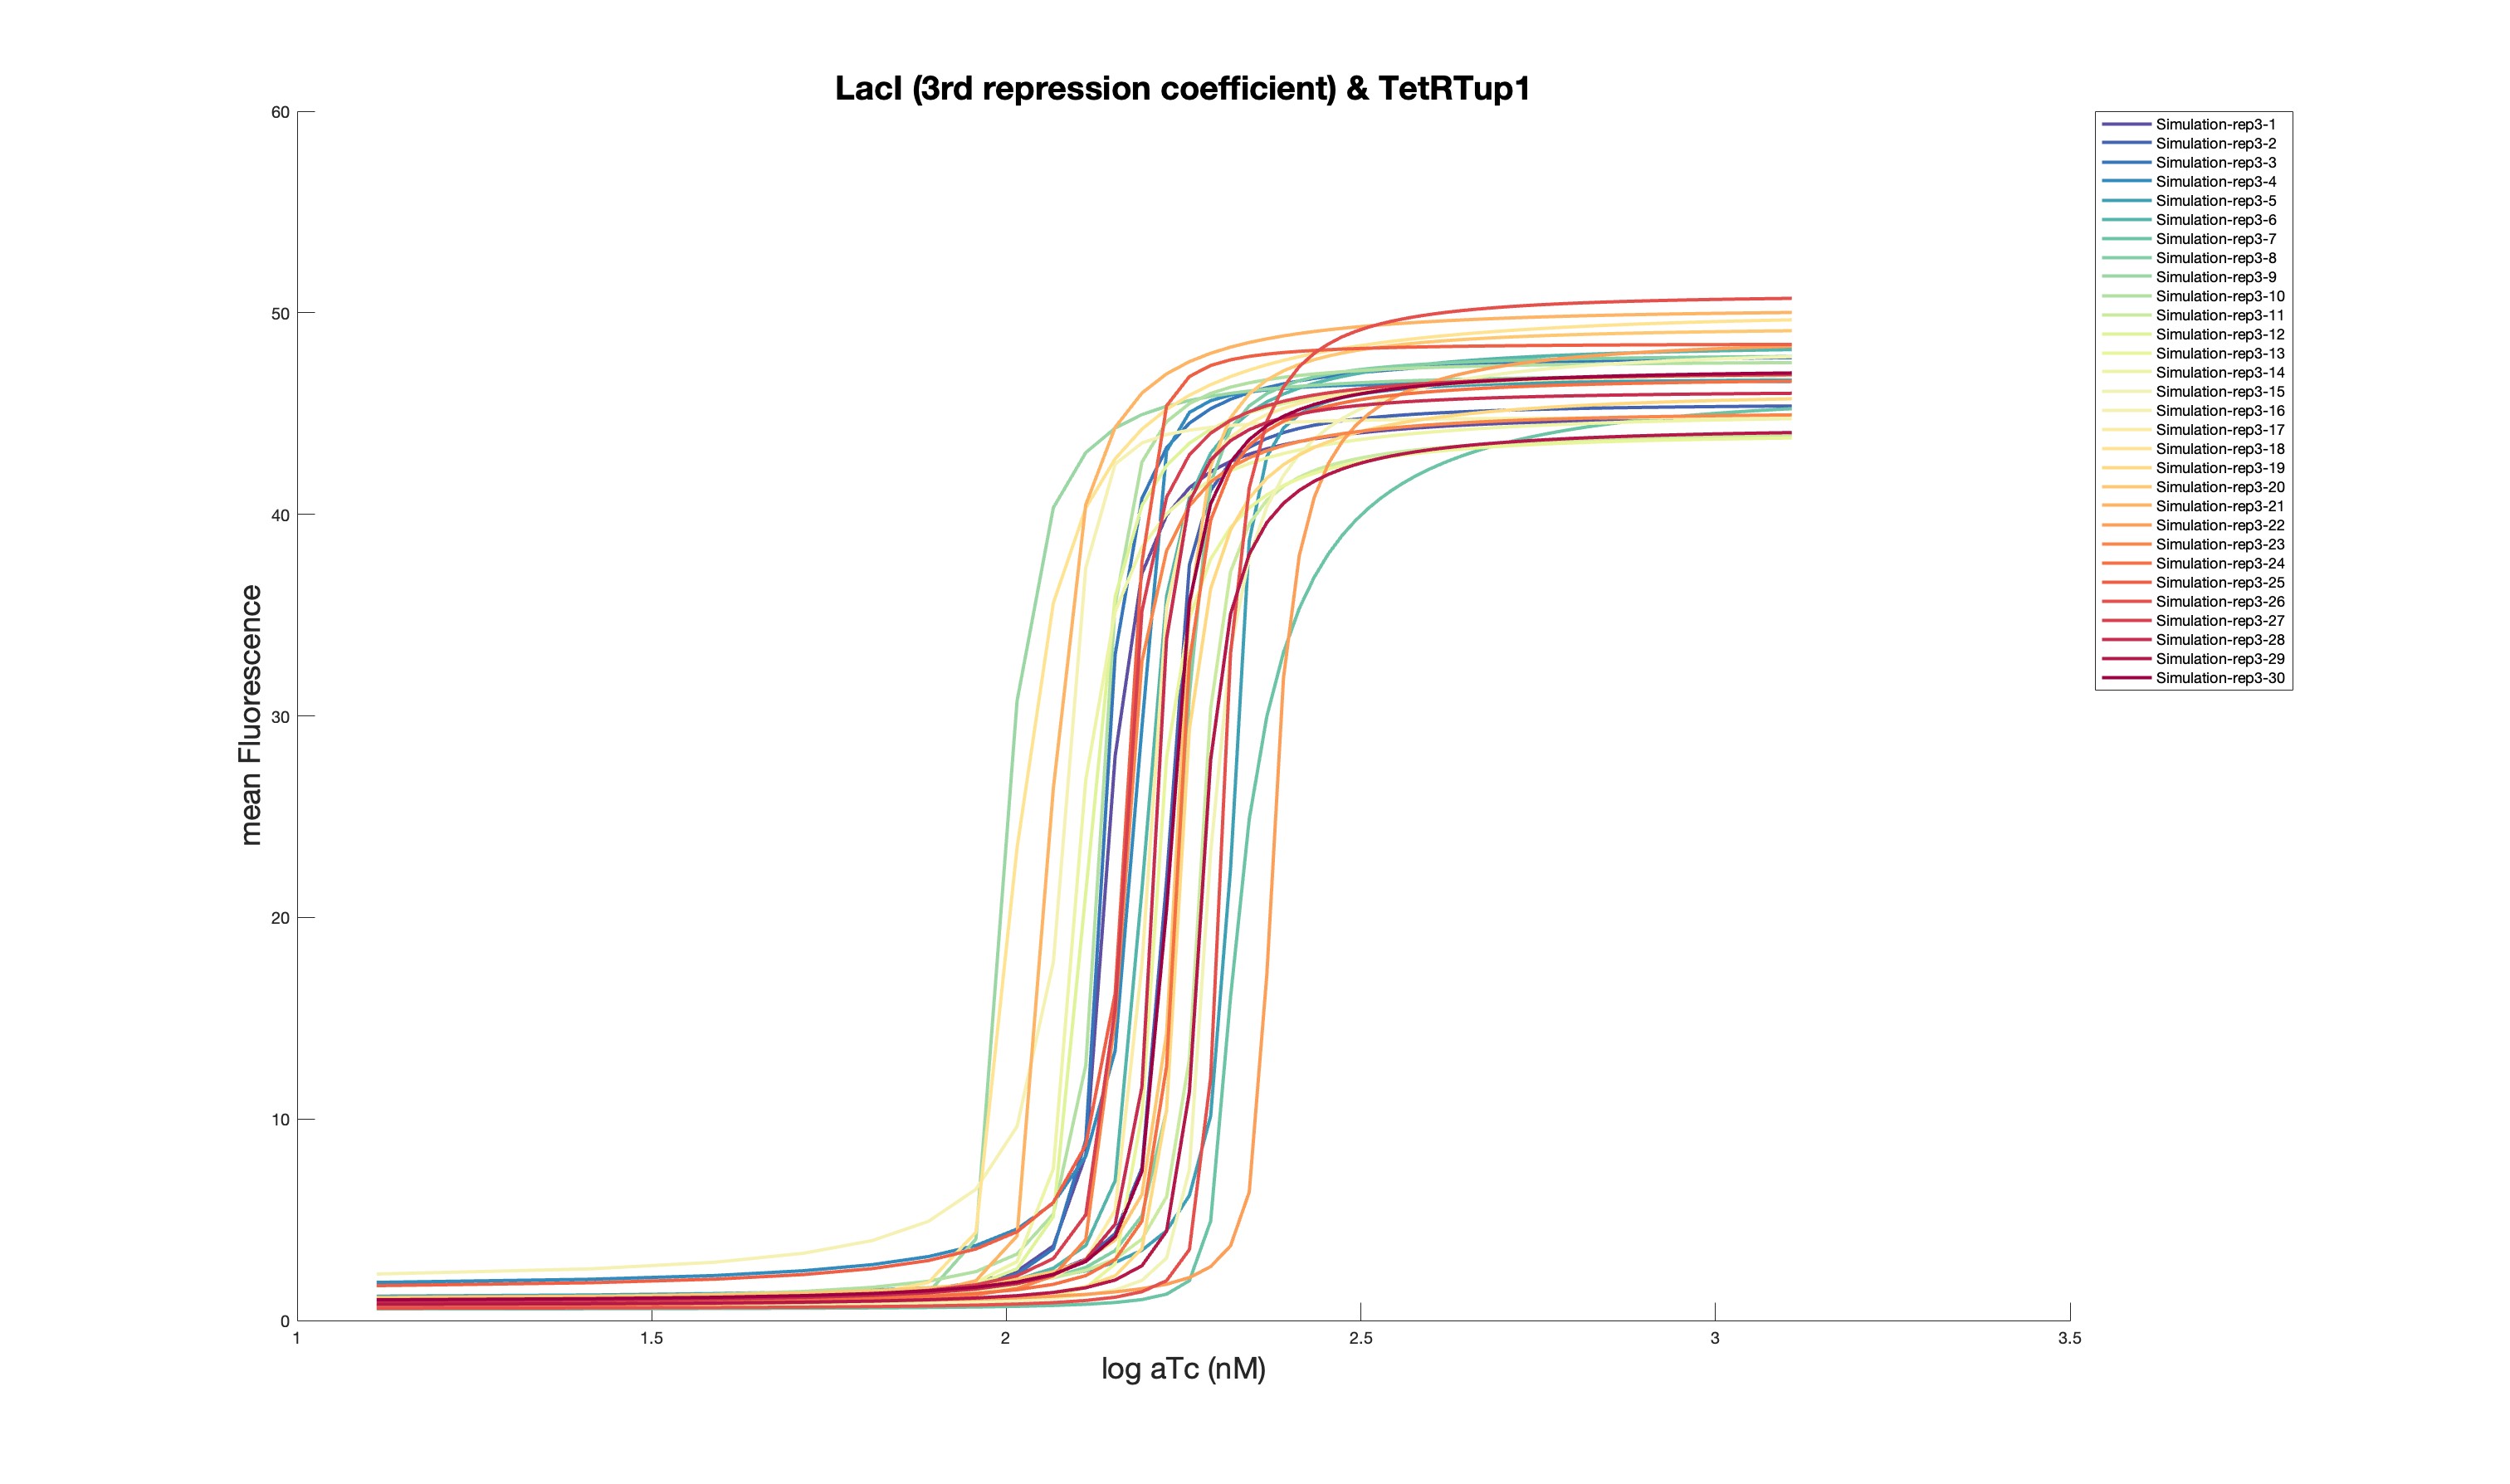 LacI (3rd repression coefficient) & TetRTup1
60
50
40
30
20
10
0
mean Fluorescence
1
1.5
2
2.5
3
3.5
log aTc (nM)
Simulation-rep3-1
Simulation-rep3-2
Simulation-rep3-3
Simulation-rep3-4
Simulation-rep3-5
Simulation-rep3-6
Simulation-rep3-7
Simulation-rep3-8
Simulation-rep3-9
Simulation-rep3-10
Simulation-rep3-11
Simulation-rep3-12
Simulation-rep3-13
Simulation-rep3-14
Simulation-rep3-15
Simulation-rep3-16
Simulation-rep3-17
Simulation-rep3-18
Simulation-rep3-19
Simulation-rep3-20
Simulation-rep3-21
Simulation-rep3-22
Simulation-rep3-23
Simulation-rep3-24
Simulation-rep3-25
Simulation-rep3-26
Simulation-rep3-27
Simulation-rep3-28
Simulation-rep3-29
Simulation-rep3-30